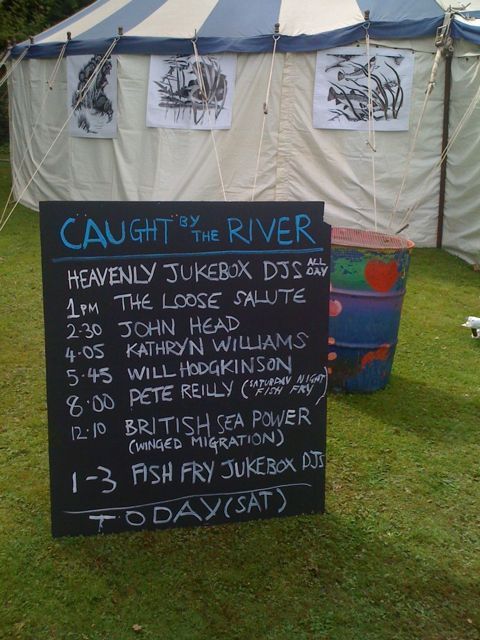 CAUGHT BY THE RIVER
HEAVENLY JUKEBOX DJS ALL DAY
1PM THE LOOSE SALUTE
2.30 JOHN HEAD
4.05 KATHRYN WILLIAMS
5.45 WILL HODGKINSON
8.00 PETE REILLY (SATURDAY NIGHT FISH FRY)
12.10 BRITISH SEA POWER
(WINGED MIGRATION)
1-3 FISH FRY JUKEBOX DJS
TODAY (SAT)